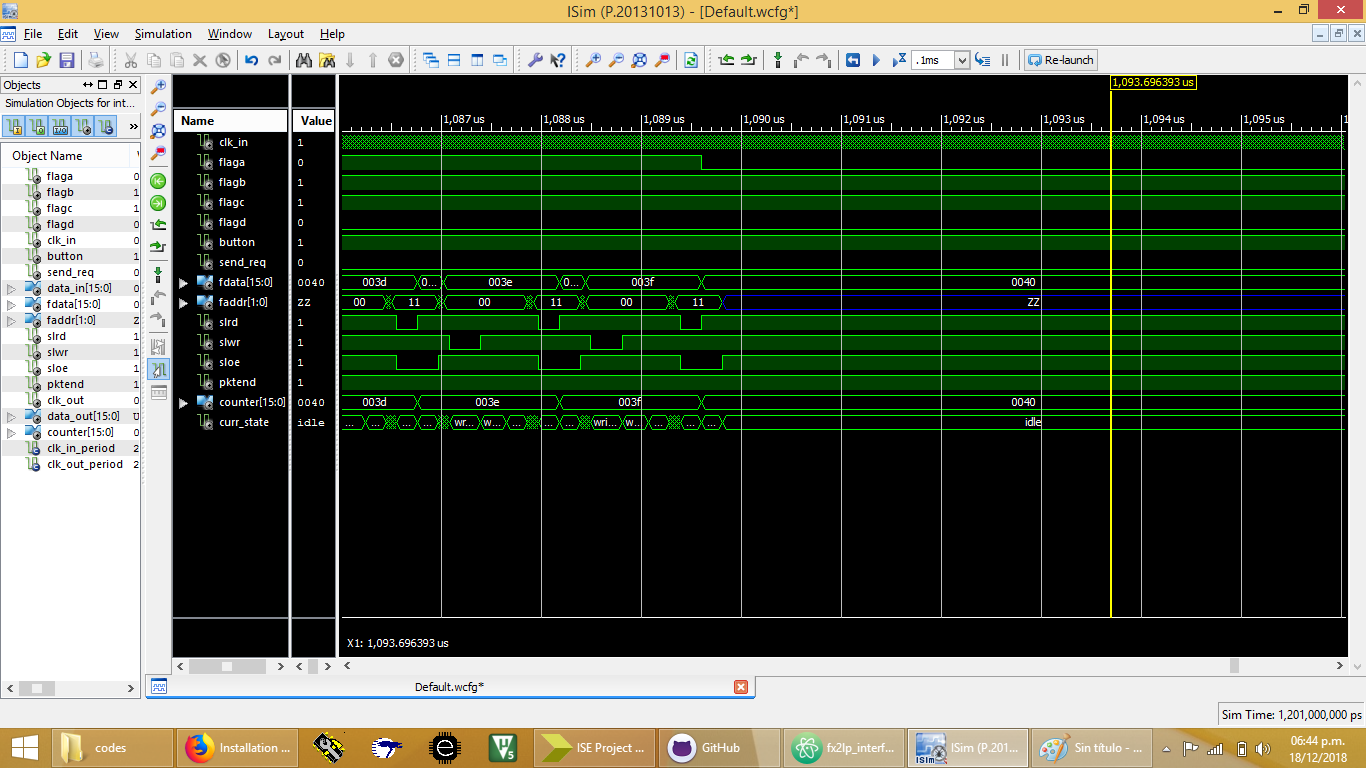 ISim (P.20131013) - [Default.wcfg*]
File Edit View Simulation Window Layout Help
.1ms Re-launch
Objects
Simulation Objects for int...
Object Name
flaga 0
flagb 1
flagc 1
flagd 0
clk_in 0
button 1
send_req 0
data_in[15:0] 0
fdata[15:0] 0
faddr[1:0] Z
slrd 1
slwr 1
sloe 1
pktend 1
clk_out 0
data_out[15:0]
counter[15:0] 0
clk_in_period 2
clk_out_period 2
Name Value
clk_in 1
flaga 0
flagb 1
flagc 1
flagd 0
button 1
send_req 0
fdata[15:0] 0040
faddr[1:0] ZZ
slrd 1
slwr 1
sloe 1
pktend 1
counter[15:0] 0040
curr_state idle
1,093.696393 us
1,087 us 1,088 us 1,089 us 1,090 us 1,091 us 1,092 us 1,093 us 1,094 us 1,095 us
003d 0... 003e 0... 003f 0040
00 11 00 11 00 11 ZZ
003d 003e 003f 0040
... ... ... ... wr... w... ... ... ... wri... w... ... ... ... ... idle
X1: 1,093.696393 us
Default.wcfg*
Sim Time: 1,201,000,000 ps
codes
Installation ...
ISE Project ...
GitHub
fx2lp_interf...
ISim (P.201...
Sin título - ...
06:44 p.m.
18/12/2018